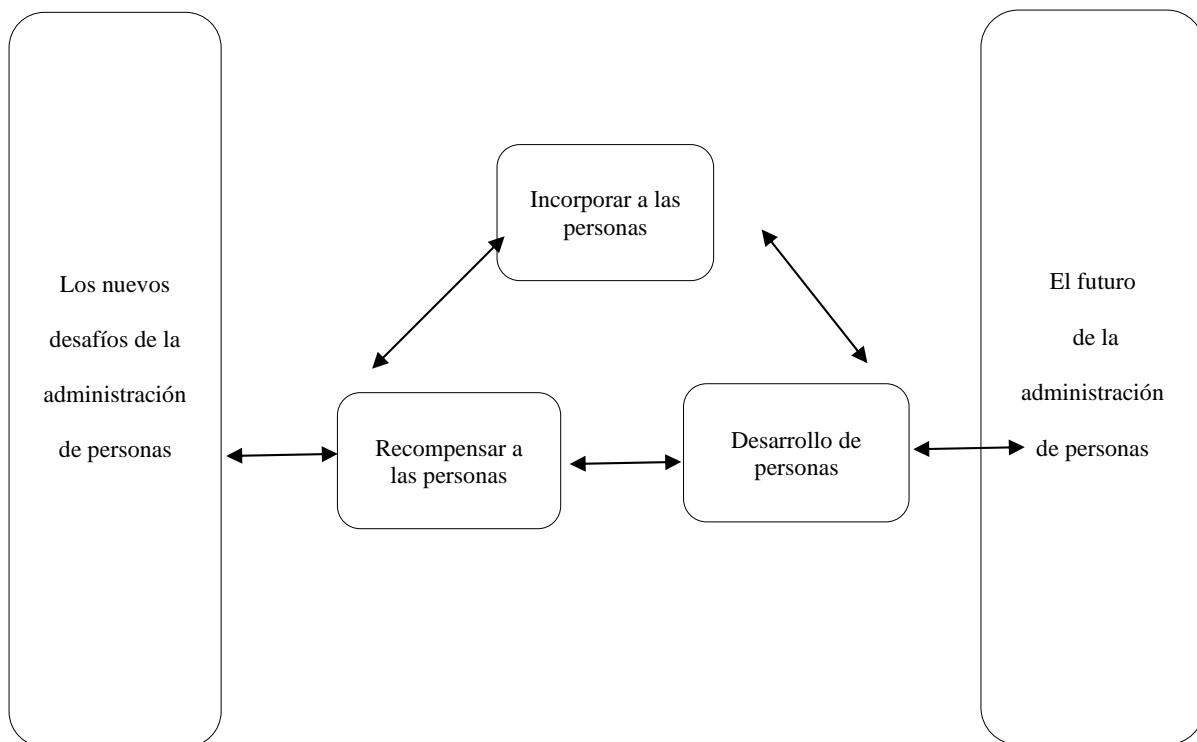 Los nuevos
desafíos de la
administración
de personas
Incorporar a las
personas
Recompensar a
las personas
Desarrollo de
personas
El futuro
de la
administración
de personas